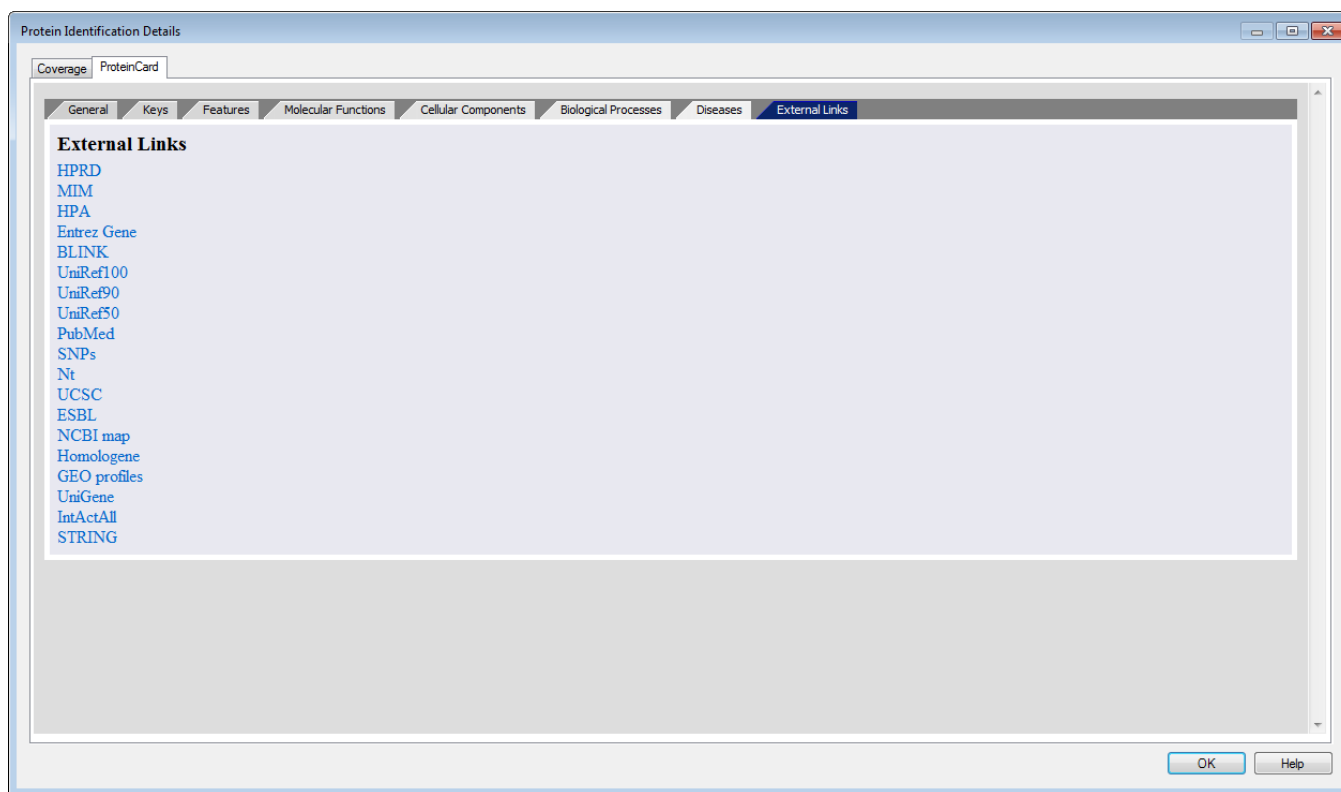 Protein Identification Details
Coverage ProteinCard
General Keys Features Molecular Functions Cellular Components Biological Processes Diseases External Links
External Links
HPRD
MIM
HPA
Entrez Gene
BLINK
UniRef100
UniRef90
UniRef50
PubMed
SNPs
Nt
UCSC
ESBL
NCBI map
Homologene
GEO profiles
UniGene
IntActAll
STRING
OK Help